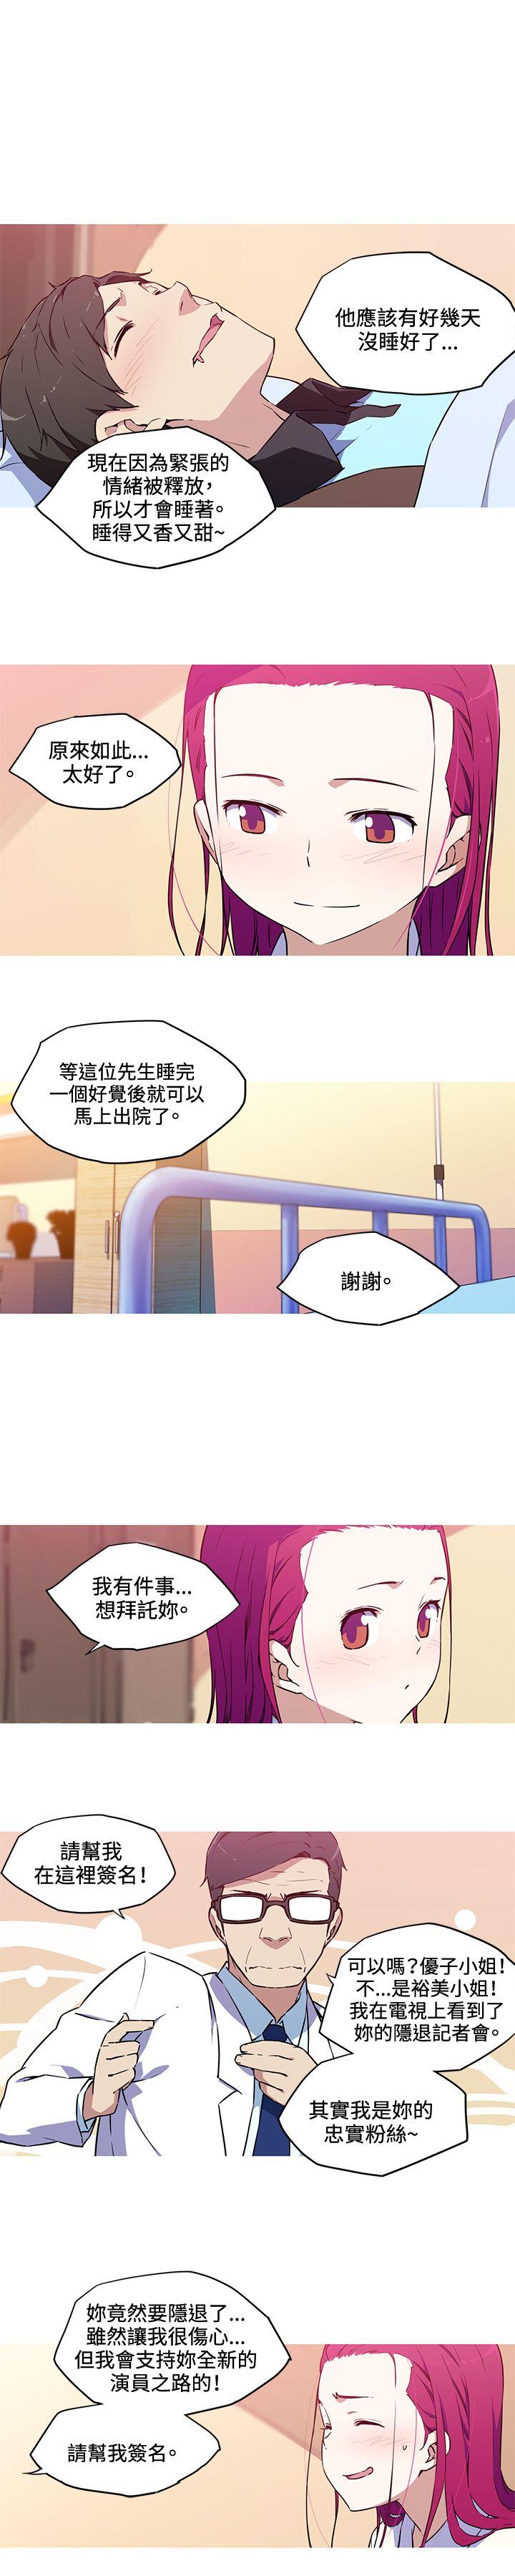 他應該有好幾天
沒睡好了...
現在因為緊張的
情緒被釋放，
所以才會睡著。
睡得又香又甜~
原來如此...
太好了。
等這位先生睡完
一個好覺後就可以
馬上出院了。
謝謝。
我有件事...
想拜託妳。
請幫我
在這裡簽名！
可以嗎？優子小姐！
不...是裕美小姐！
我在電視上看到了
妳的隱退記者會。
其實我是妳的
忠實粉絲~
妳竟然要隱退了...
雖然讓我很傷心...
但我會支持妳全新的
演員之路的！
請幫我簽名。